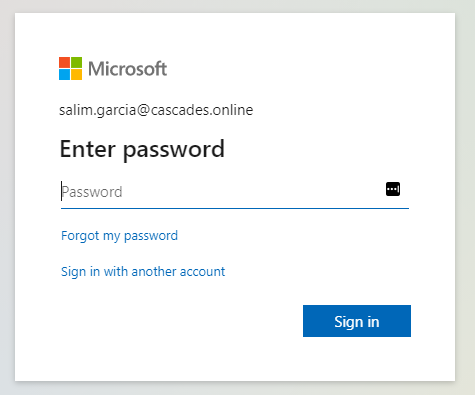 Microsoft
salim.garcia@cascades.online
Enter password
Password
Forgot my password
Sign in with another account
Sign in